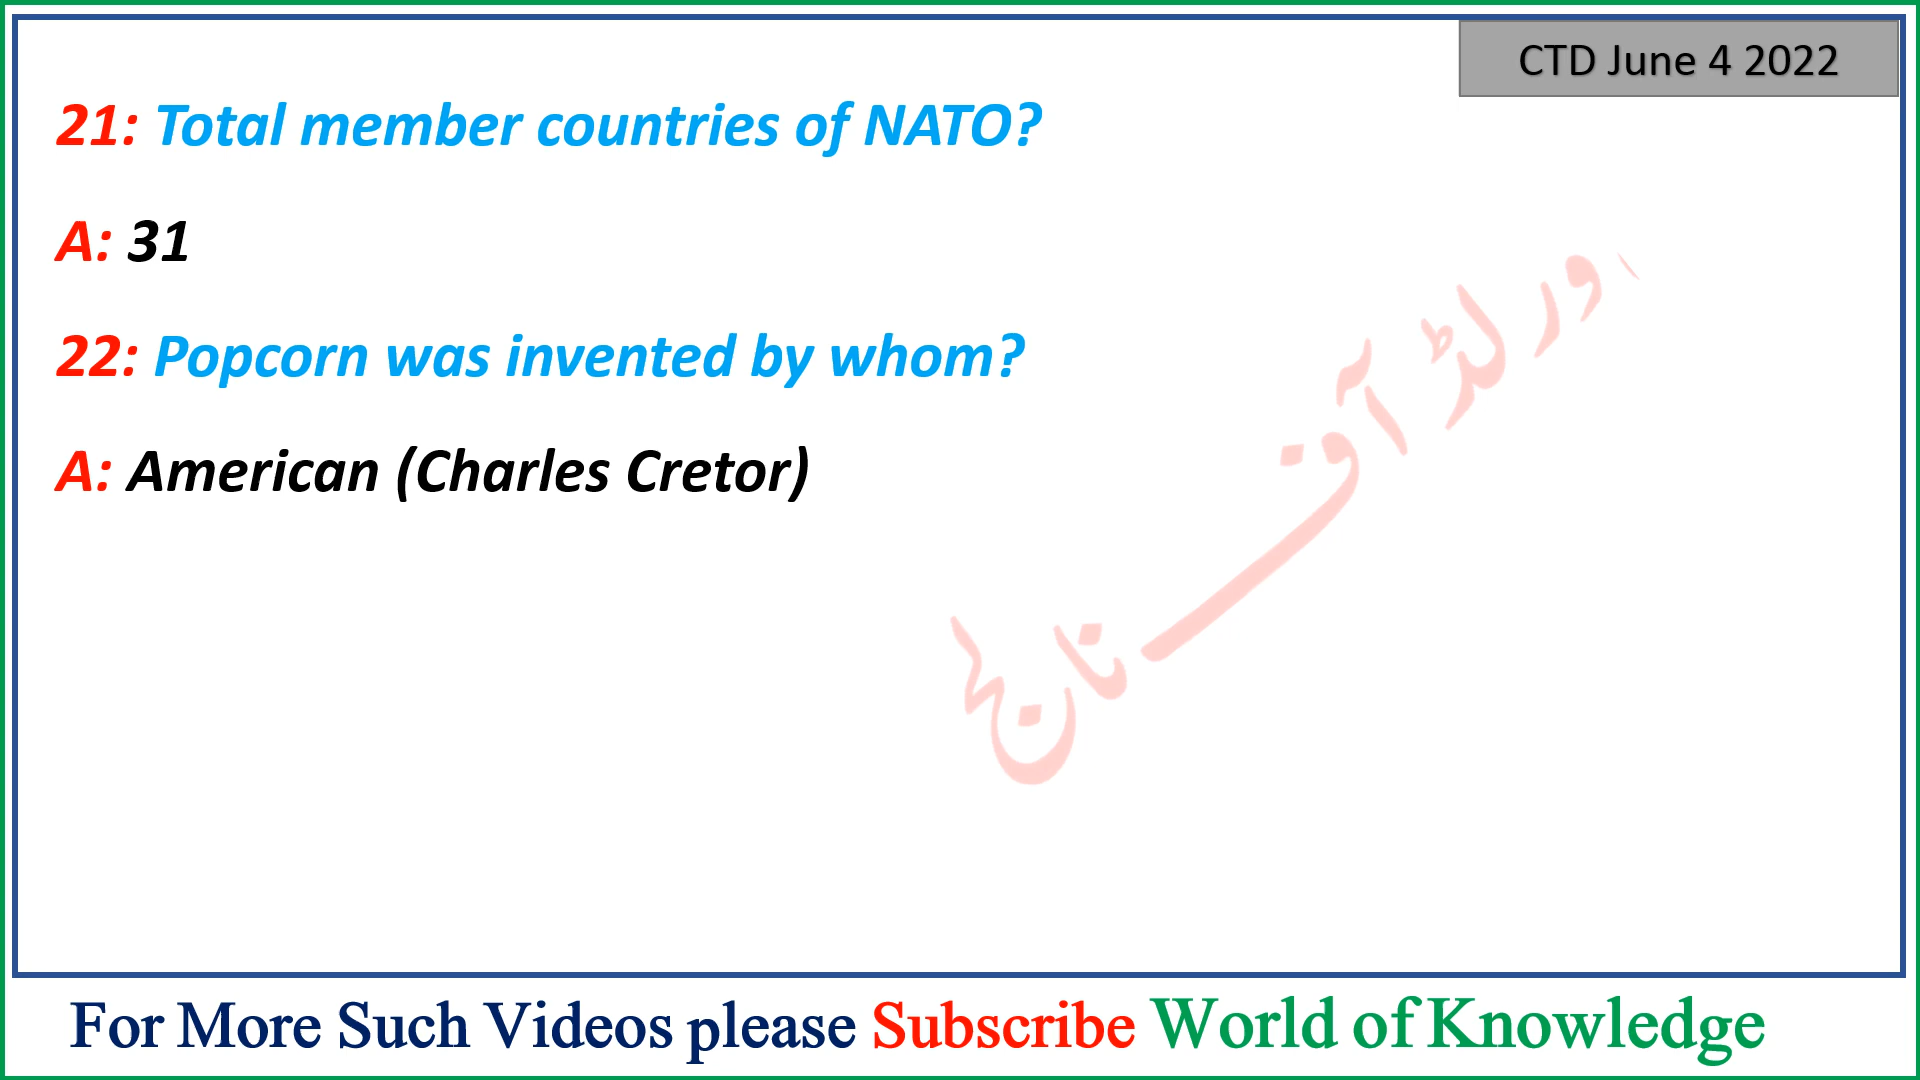 CTD June 4 2022
21: Total member countries of NATO?
A: 31
22: Popcorn was invented by whom?
A: American (Charles Cretor)
ورلڈ آف نالج
For More Such Videos please Subscribe World of Knowledge